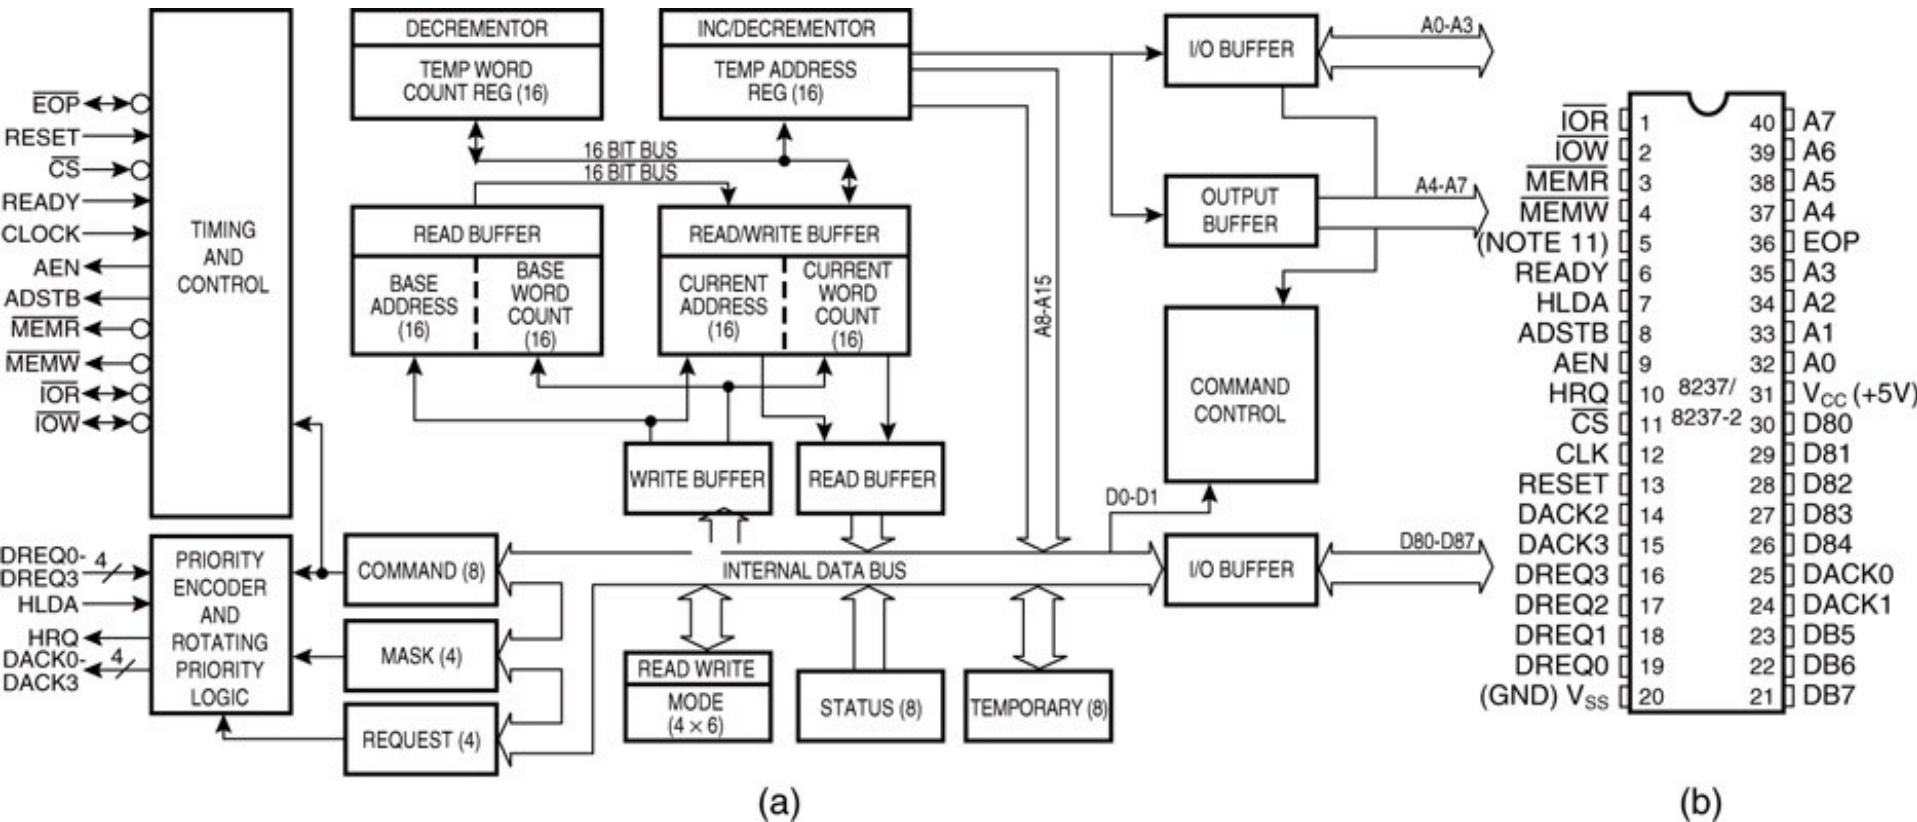 EOP
RESET
CS
READY
CLOCK
AEN
ADSTB
MEMR
MEMW
IOR
IOW
TIMING
AND
CONTROL
DREQ0-
DREQ3
4
HLDA
HRQ
DACK0-
DACK3
4
PRIORITY
ENCODER
AND
ROTATING
PRIORITY
LOGIC
DECREMENTOR
TEMP WORD
COUNT REG (16)
INC/DECREMENTOR
TEMP ADDRESS
REG (16)
16 BIT BUS
16 BIT BUS
READ BUFFER
BASE
ADDRESS
(16)
BASE
WORD
COUNT
(16)
READ/WRITE BUFFER
CURRENT
ADDRESS
(16)
CURRENT
WORD
COUNT
(16)
WRITE BUFFER
READ BUFFER
A8-A15
COMMAND (8)
MASK (4)
REQUEST (4)
INTERNAL DATA BUS
READ WRITE
MODE
(4 × 6)
STATUS (8)
TEMPORARY (8)
I/O BUFFER
A0-A3
OUTPUT
BUFFER
A4-A7
COMMAND
CONTROL
D0-D1
I/O BUFFER
D80-D87
(a)
IOR 1
IOW 2
MEMR 3
MEMW 4
(NOTE 11) 5
READY 6
HLDA 7
ADSTB 8
AEN 9
HRQ 10
CS 11
CLK 12
RESET 13
DACK2 14
DACK3 15
DREQ3 16
DREQ2 17
DREQ1 18
DREQ0 19
(GND) VSS 20
8237/
8237-2
40 A7
39 A6
38 A5
37 A4
36 EOP
35 A3
34 A2
33 A1
32 A0
31 VCC (+5V)
30 D80
29 D81
28 D82
27 D83
26 D84
25 DACK0
24 DACK1
23 DB5
22 DB6
21 DB7
(b)